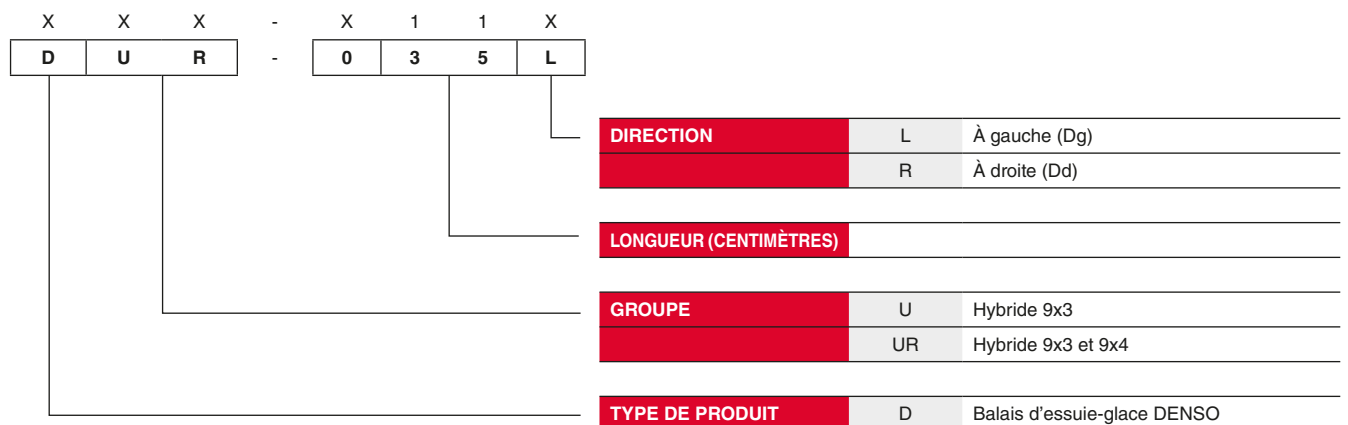 X X X - X 1 1 X
D U R - 0 3 5 L
DIRECTION L À gauche (Dg)
R À droite (Dd)
LONGUEUR (CENTIMÈTRES)
GROUPE U Hybride 9x3
UR Hybride 9x3 et 9x4
TYPE DE PRODUIT D Balais d'essuie-glace DENSO